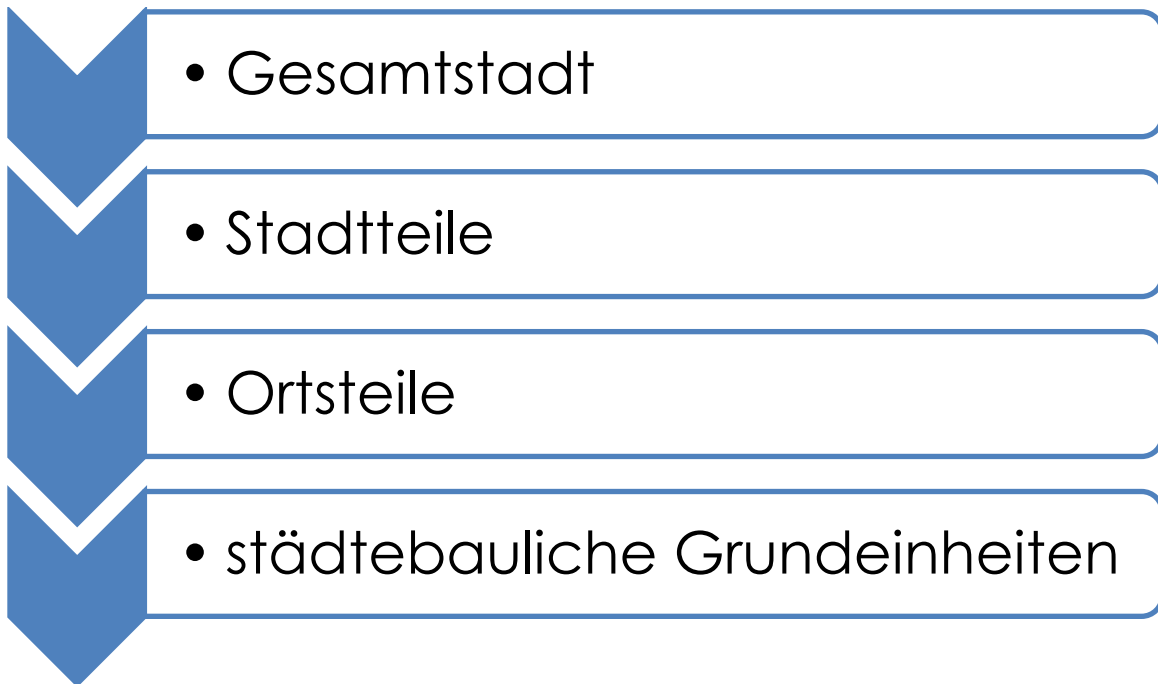 • Gesamtstadt
• Stadtteile
• Ortsteile
• städtebauliche Grundeinheiten